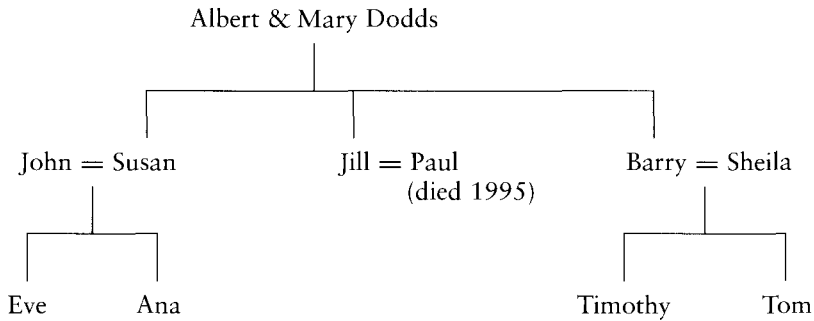 Albert & Mary Dodds
John = Susan
Jill = Paul
(died 1995)
Barry = Sheila
Eve
Ana
Timothy
Tom